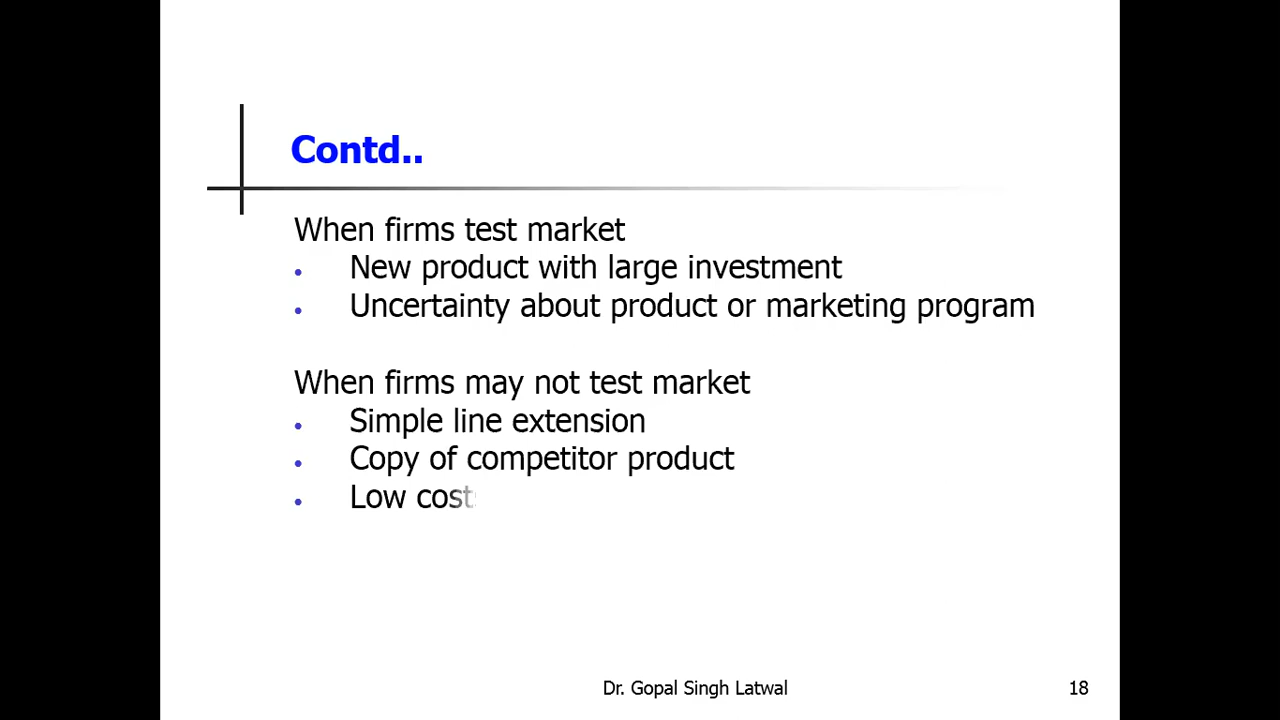 Contd..
When firms test market
• New product with large investment
• Uncertainty about product or marketing program
When firms may not test market
• Simple line extension
• Copy of competitor product
• Low
Dr. Gopal Singh Latwal
18